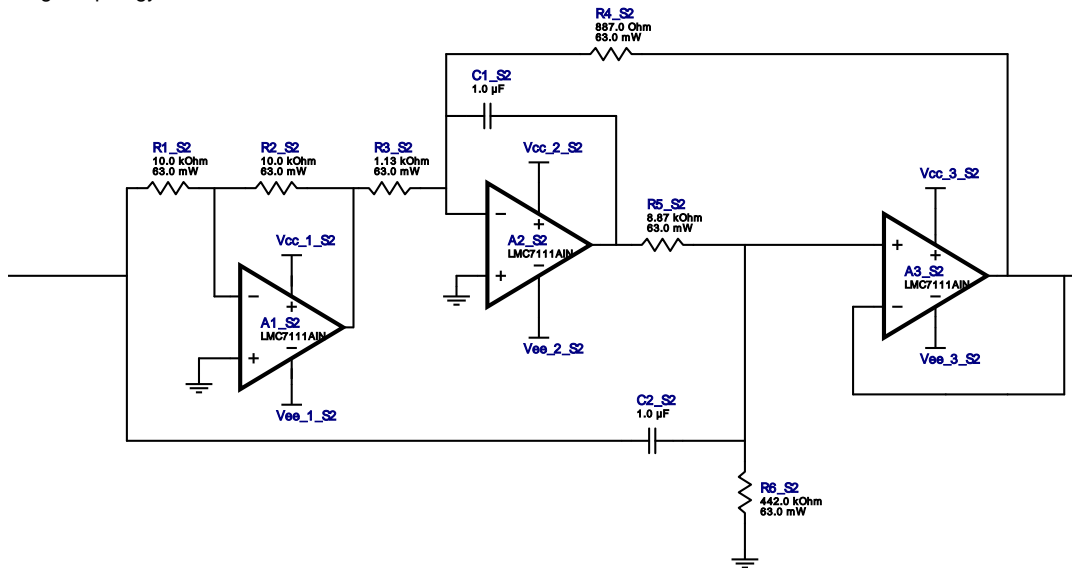 R4_S2
887.0 Ohm
63.0 mW
C1_S2
1.0 µF
R1_S2
10.0 kOhm
63.0 mW
R2_S2
10.0 kOhm
63.0 mW
R3_S2
1.13 kOhm
63.0 mW
Vcc_2_S2
Vcc_3_S2
R5_S2
8.87 kOhm
63.0 mW
Vcc_1_S2
A2_S2
LMC7111AIN
A3_S2
LMC7111AIN
A1_S2
LMC7111AIN
Vee_2_S2
Vee_3_S2
Vee_1_S2
C2_S2
1.0 µF
R6_S2
442.0 kOhm
63.0 mW